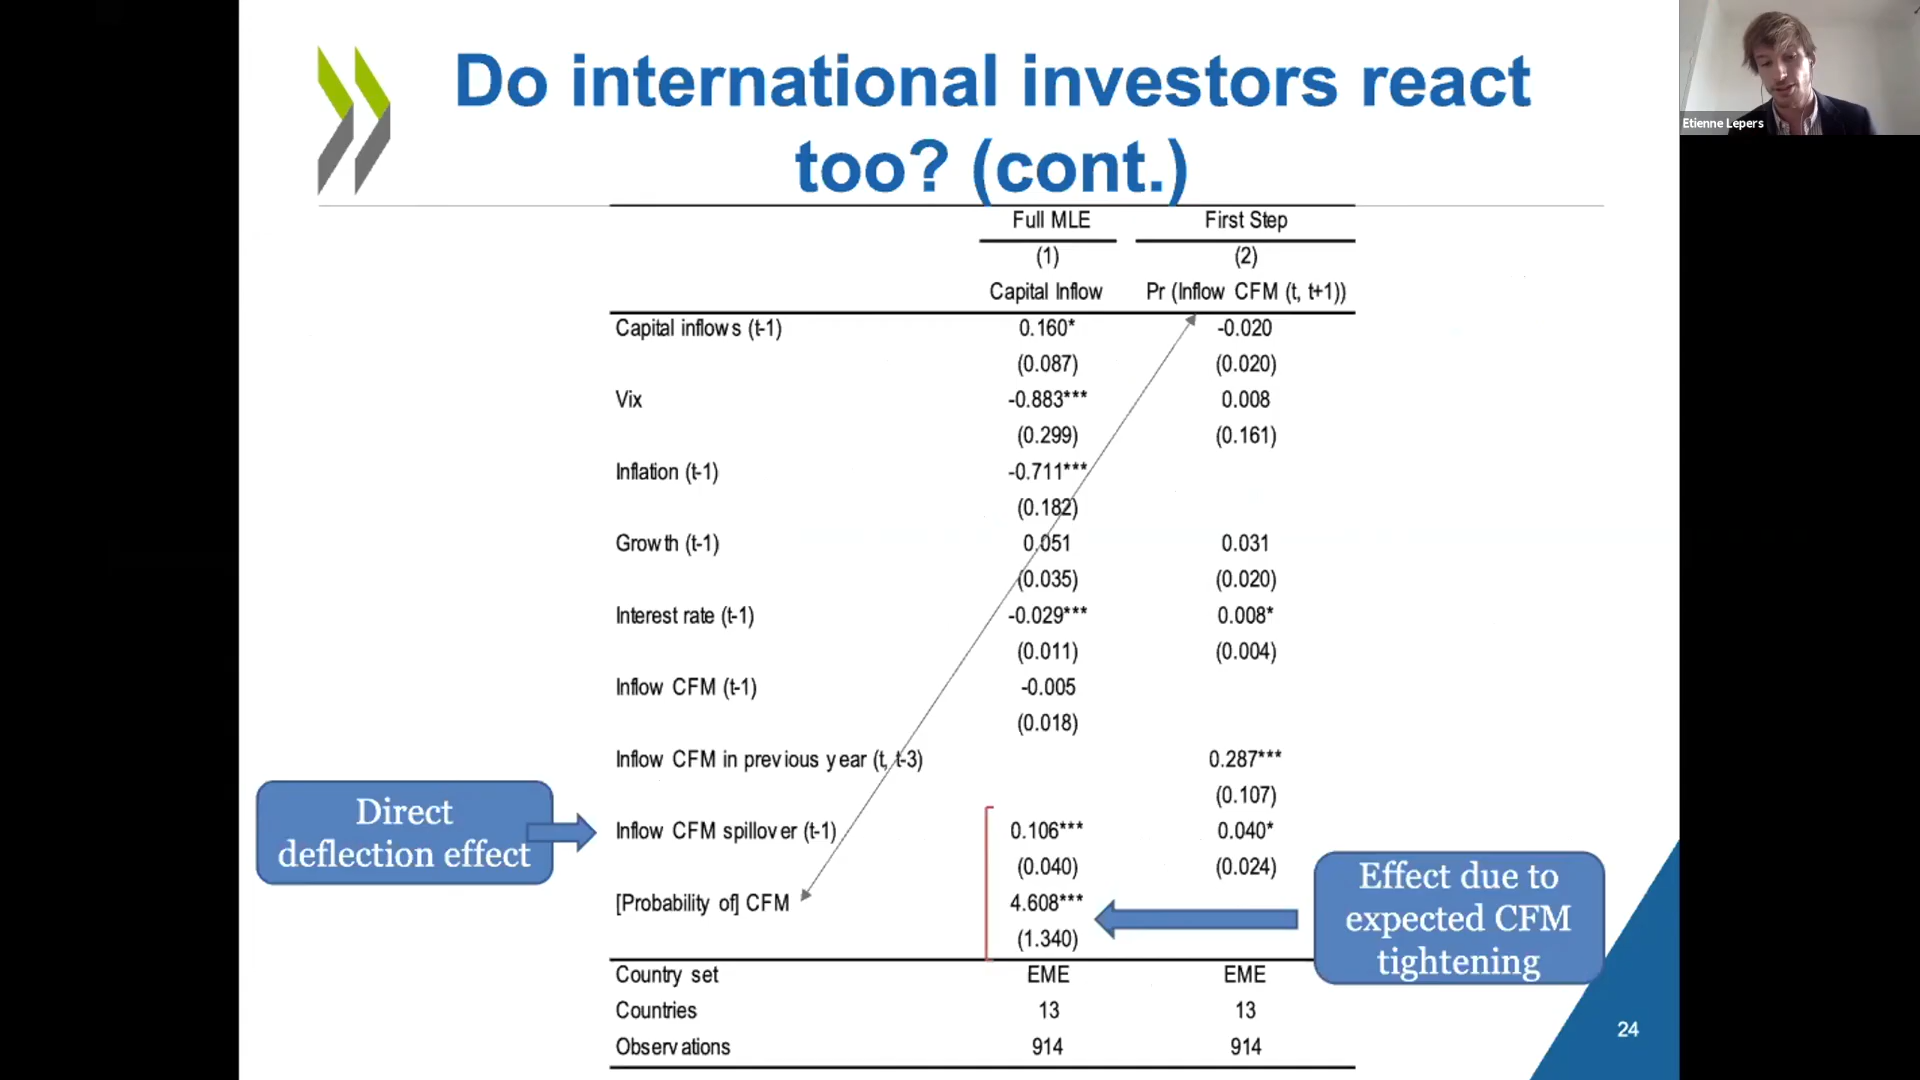 Do international investors react
too? (cont.)
Etienne Lepers
Full MLE First Step
(1) (2)
Capital Inflow Pr (Inflow CFM (t, t+1))
Capital inflows (t-1) 0.160* -0.020
(0.087) (0.020)
Vix -0.883*** 0.008
(0.299) (0.161)
Inflation (t-1) -0.711***
(0.182)
Growth (t-1) 0.051 0.031
(0.035) (0.020)
Interest rate (t-1) -0.029*** 0.008*
(0.011) (0.004)
Inflow CFM (t-1) -0.005
(0.018)
Inflow CFM in previous year (t, t-3) 0.287***
(0.107)
Inflow CFM spillover (t-1) 0.106*** 0.040*
(0.040) (0.024)
[Probability of] CFM 4.608***
(1.340)
Country set EME EME
Countries 13 13
Observations 914 914
Direct
deflection effect
Effect due to
expected CFM
tightening
24